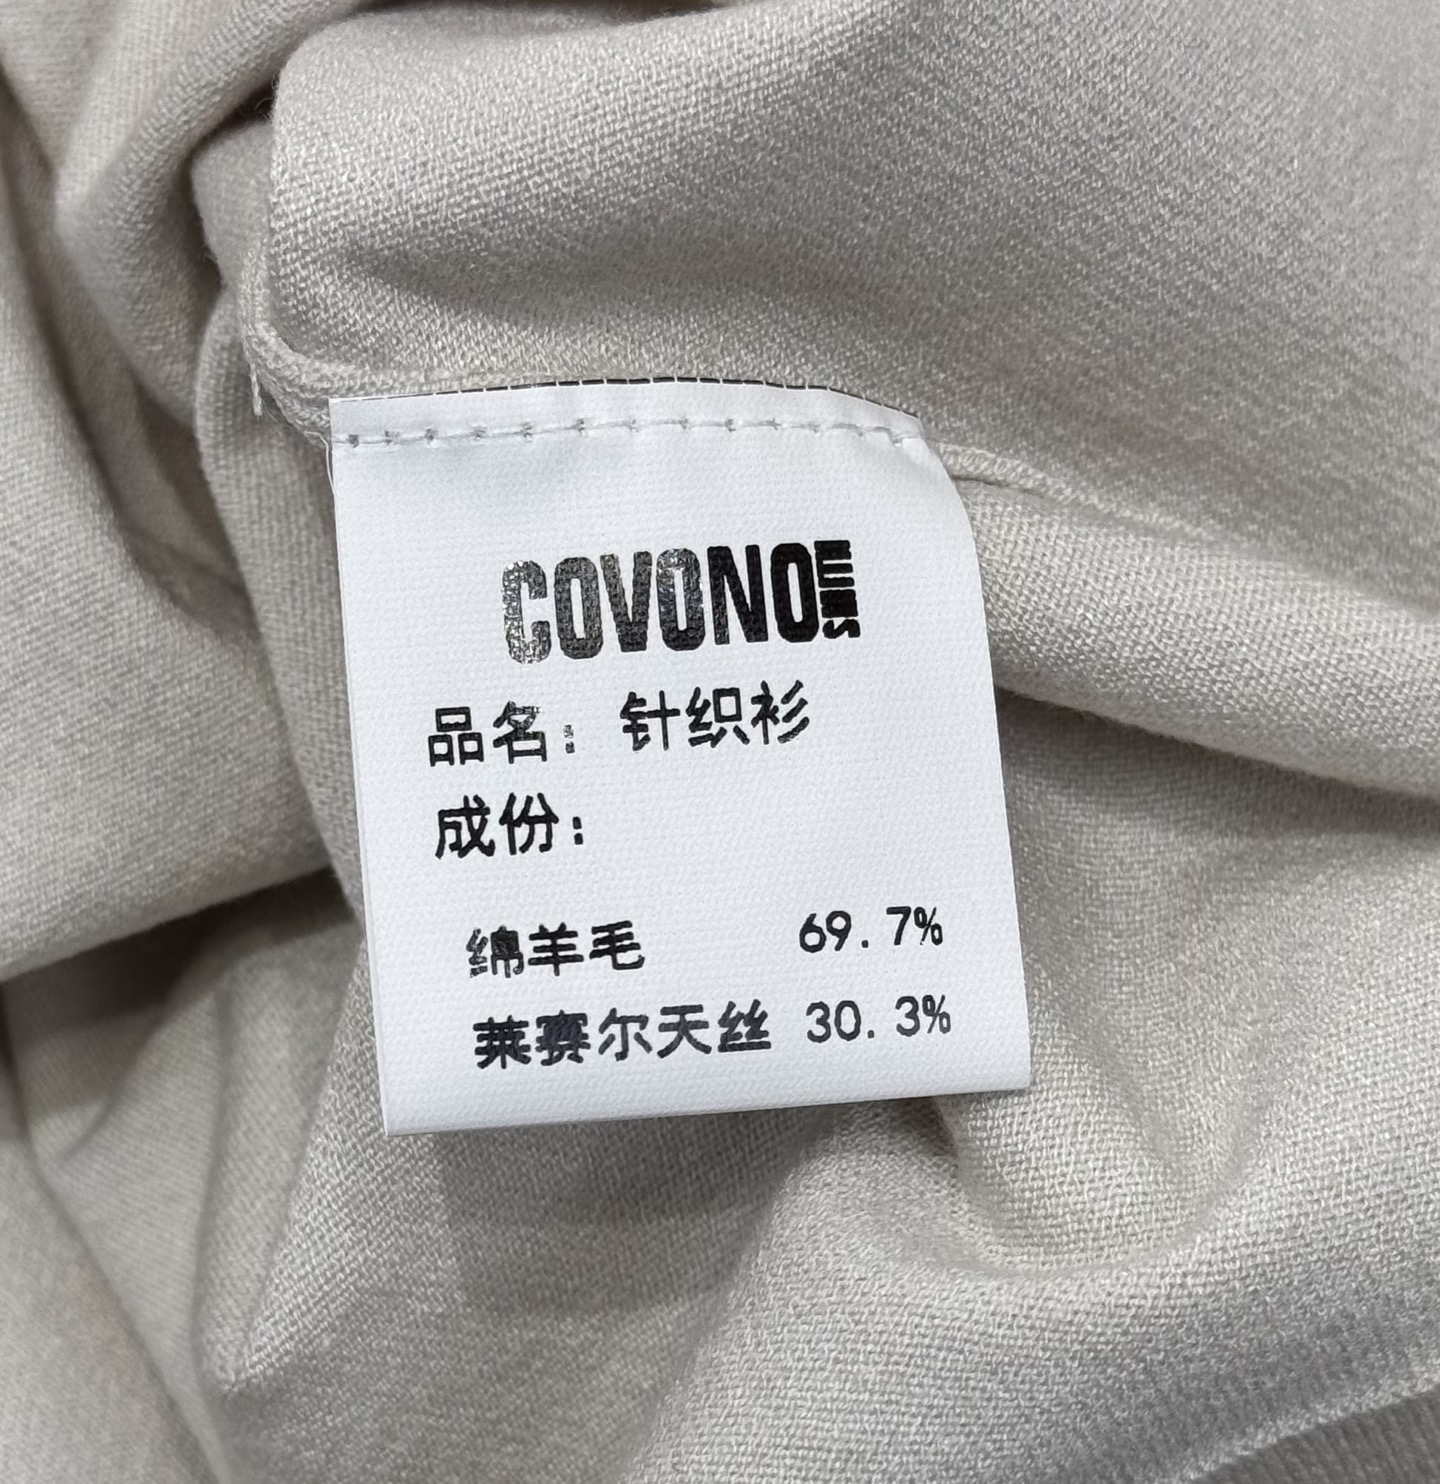 COVONO
品名：针织衫
成份：
绵羊毛 69.7%
莱赛尔天丝 30.3%